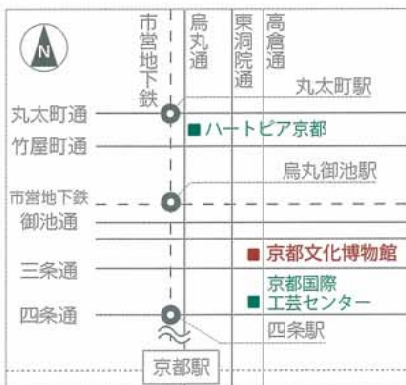 N
市営地下鉄
烏丸通
東洞院通
高倉通
丸太町駅
丸太町通
ハートピア京都
竹屋町通
烏丸御池駅
市営地下鉄
御池通
京都文化博物館
三条通
京都国際
工芸センター
四条通
四条駅
京都駅